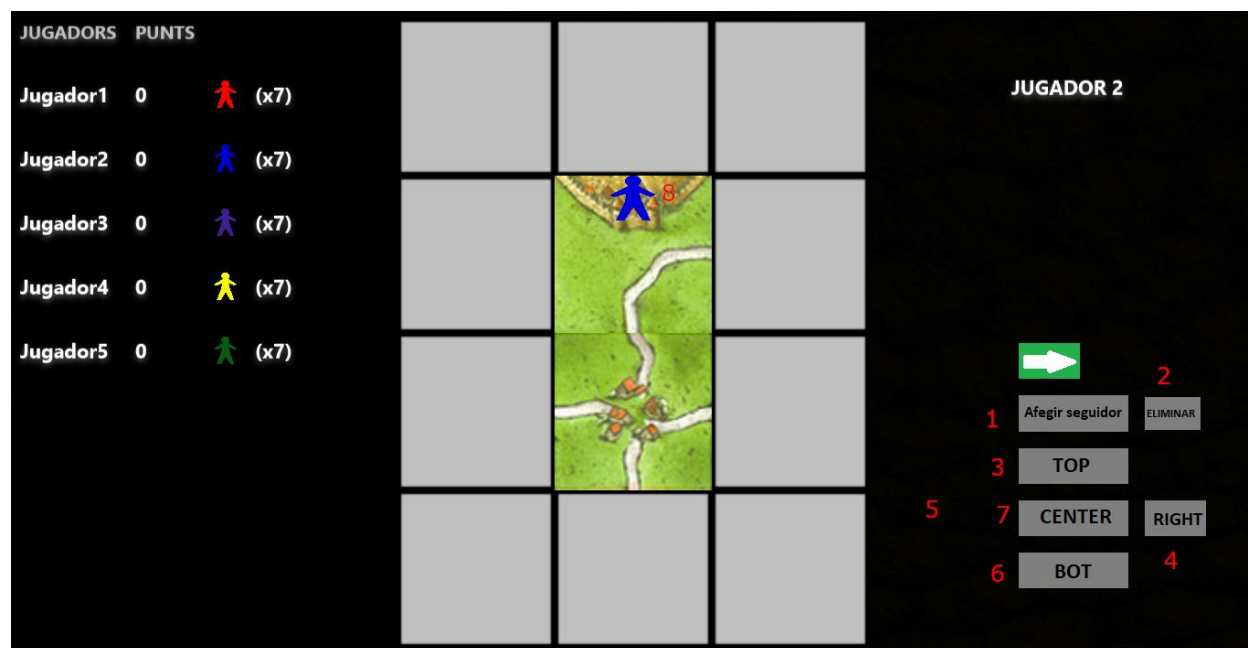 JUGADORS PUNTS
Jugador1 0 (x7)
Jugador2 0 (x7)
Jugador3 0 (x7)
Jugador4 0 (x7)
Jugador5 0 (x7)
8
JUGADOR 2
2
1 Afegir seguidor ELIMINAR
3 TOP
5 7 CENTER RIGHT
4
6 BOT